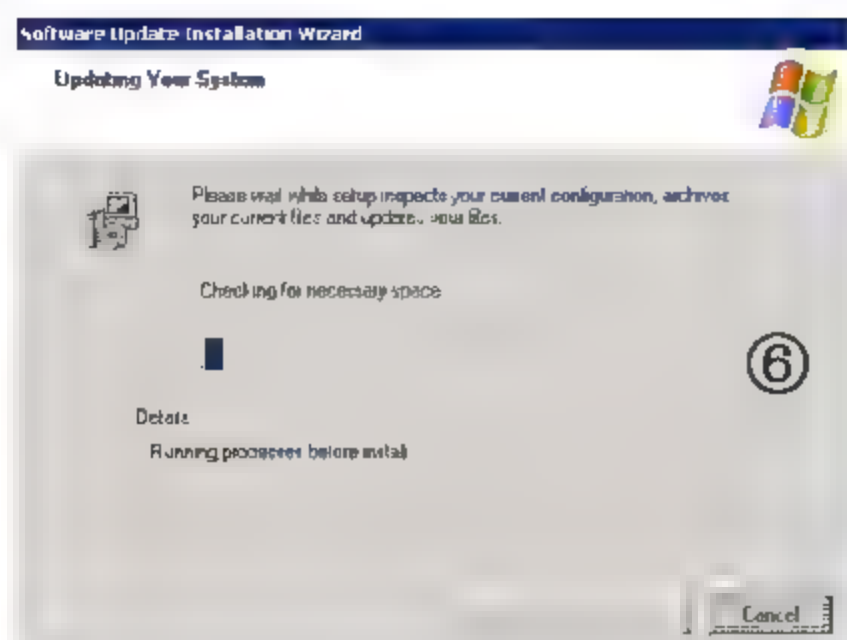 Software Update Installation Wizard
Updating Your System
Please wait while setup inspects your current configuration, archives
your current files and updates your files.
Checking for necessary space
⑥
Details
Running processes before install
Cancel